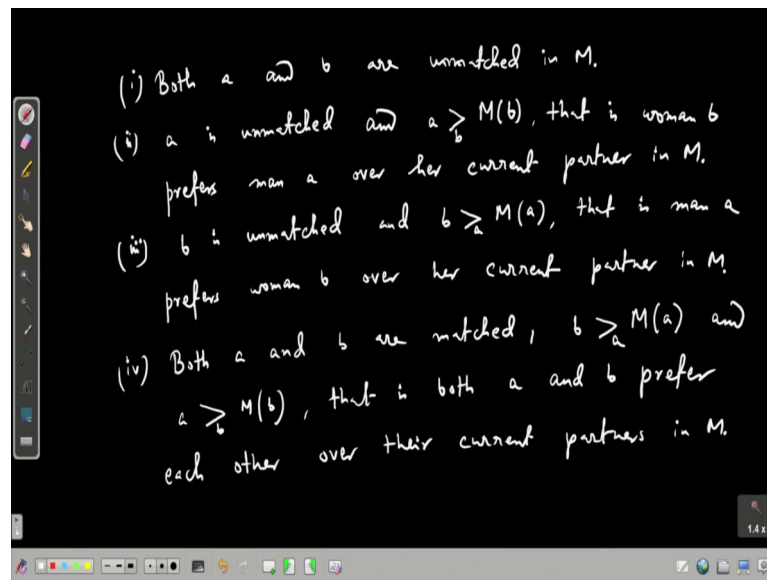 (i) Both a and b are unmatched in M.
(ii) a is unmatched and a >_b M(b), that is woman b
prefers man a over her current partner in M.
(iii) b is unmatched and b >_a M(a), that is man a
prefers woman b over her current partner in M.
(iv) Both a and b are matched, b >_a M(a) and
a >_b M(b), that is both a and b prefer
each other over their current partners in M.
1.4 x